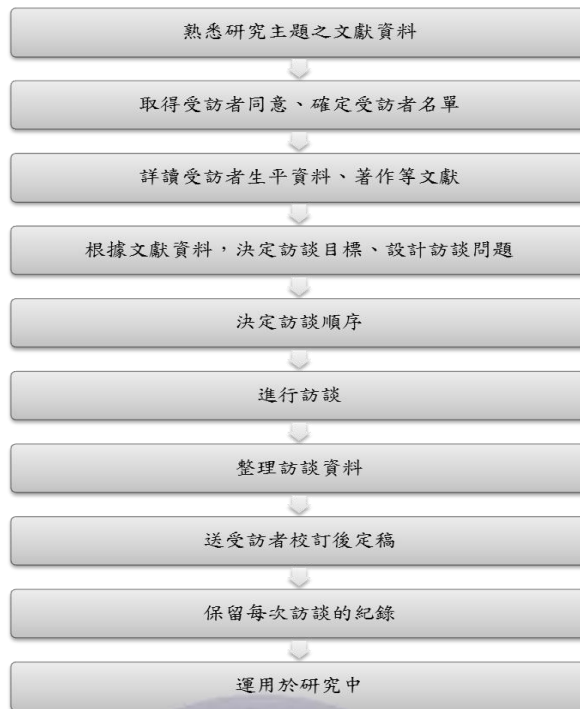 熟悉研究主題之文獻資料
取得受訪者同意、確定受訪者名單
詳讀受訪者生平資料、著作等文獻
根據文獻資料，決定訪談目標、設計訪談問題
決定訪談順序
進行訪談
整理訪談資料
送受訪者校訂後定稿
保留每次訪談的紀錄
運用於研究中